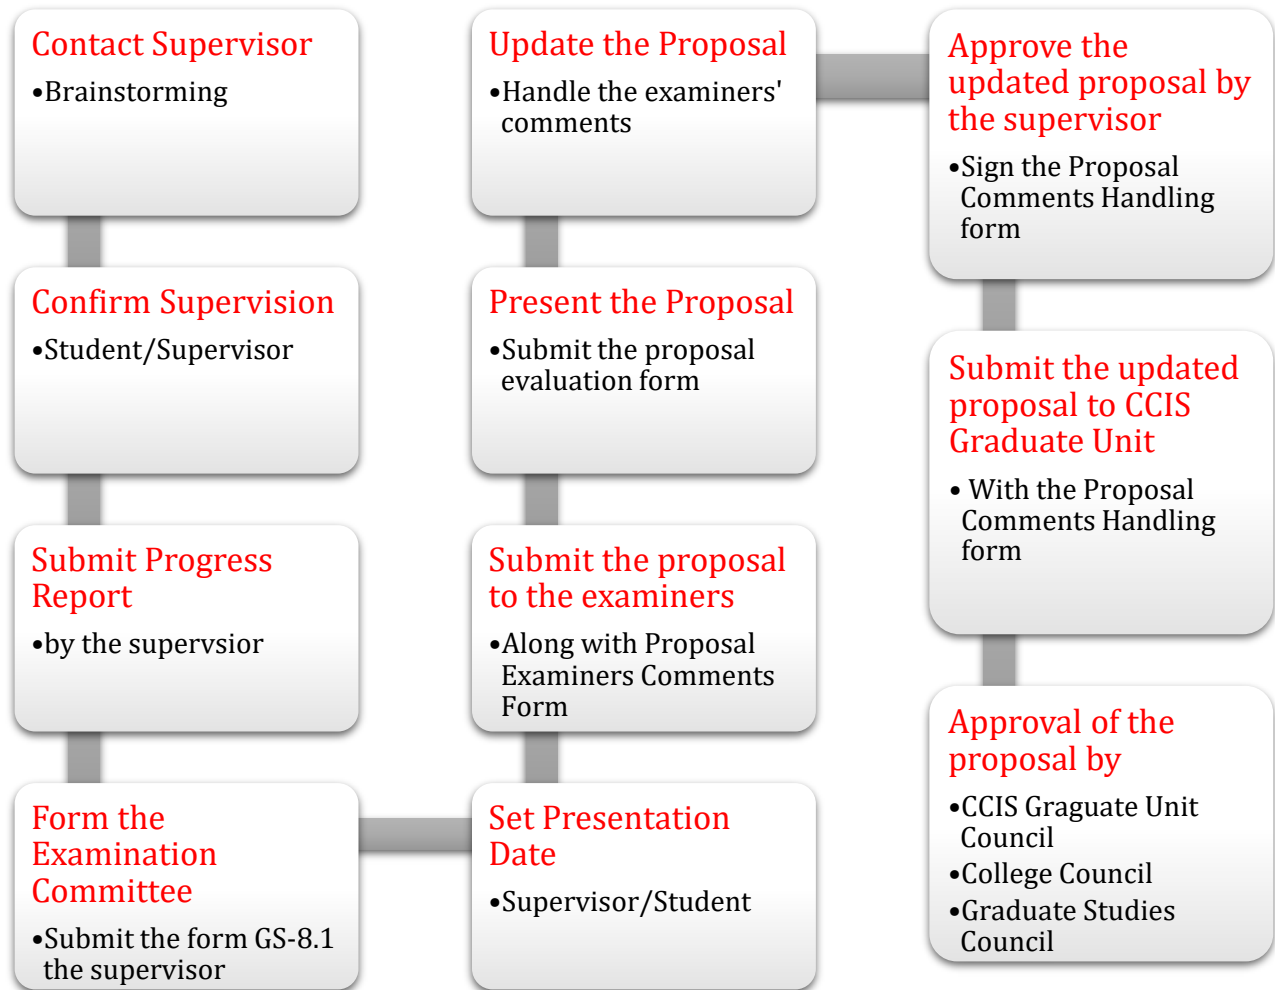 Contact Supervisor
•Brainstorming
Confirm Supervision
•Student/Supervisor
Submit Progress
Report
•by the supervsior
Form the
Examination
Committee
•Submit the form GS-8.1
the supervisor
Set Presentation
Date
•Supervisor/Student
Submit the proposal
to the examiners
•Along with Proposal
Examiners Comments
Form
Present the Proposal
•Submit the proposal
evaluation form
Update the Proposal
•Handle the examiners'
comments
Approve the
updated proposal by
the supervisor
•Sign the Proposal
Comments Handling
form
Submit the updated
proposal to CCIS
Graduate Unit
• With the Proposal
Comments Handling
form
Approval of the
proposal by
•CCIS Graguate Unit
Council
•College Council
•Graduate Studies
Council